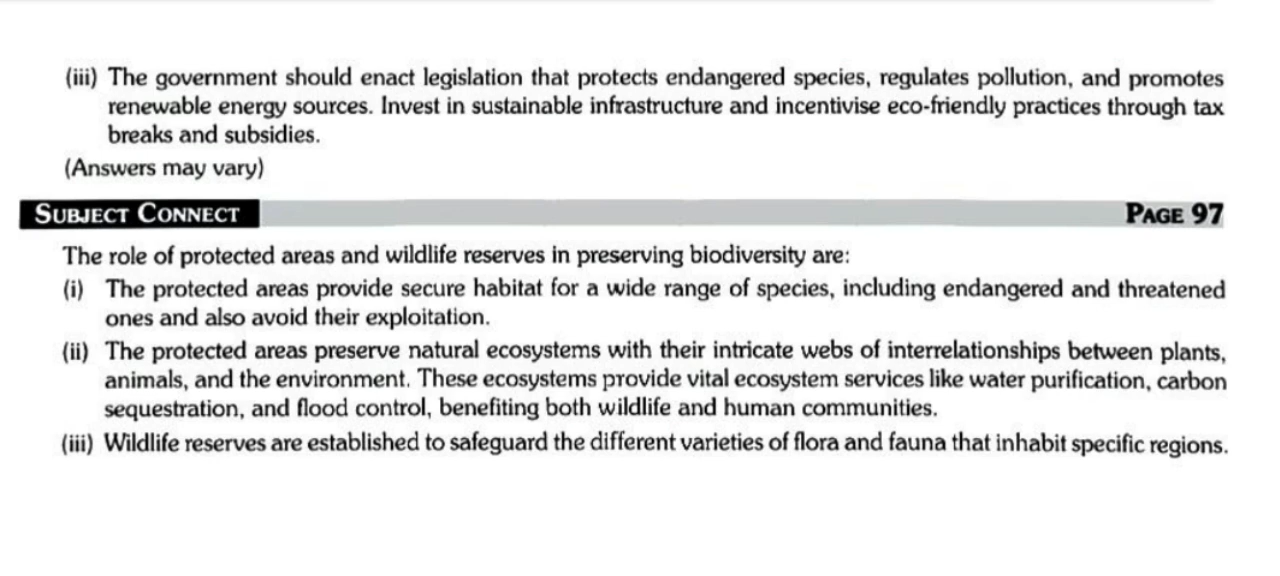 (iii) The government should enact legislation that protects endangered species, regulates pollution, and promotes
renewable energy sources. Invest in sustainable infrastructure and incentivise eco-friendly practices through tax
breaks and subsidies.
(Answers may vary)
SUBJECT CONNECT PAGE 97
The role of protected areas and wildlife reserves in preserving biodiversity are:
(i) The protected areas provide secure habitat for a wide range of species, including endangered and threatened
ones and also avoid their exploitation.
(ii) The protected areas preserve natural ecosystems with their intricate webs of interrelationships between plants,
animals, and the environment. These ecosystems provide vital ecosystem services like water purification, carbon
sequestration, and flood control, benefiting both wildlife and human communities.
(iii) Wildlife reserves are established to safeguard the different varieties of flora and fauna that inhabit specific regions.